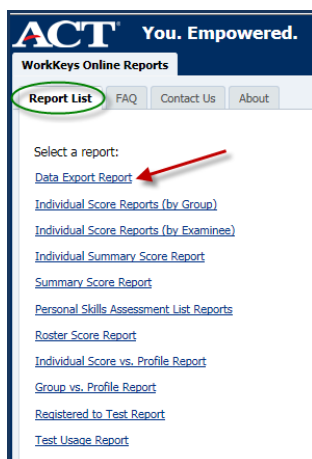 ACT You. Empowered.
WorkKeys Online Reports
Report List FAQ Contact Us About
Select a report:
Data Export Report
Individual Score Reports (by Group)
Individual Score Reports (by Examinee)
Individual Summary Score Report
Summary Score Report
Personal Skills Assessment List Reports
Roster Score Report
Individual Score vs. Profile Report
Group vs. Profile Report
Registered to Test Report
Test Usage Report